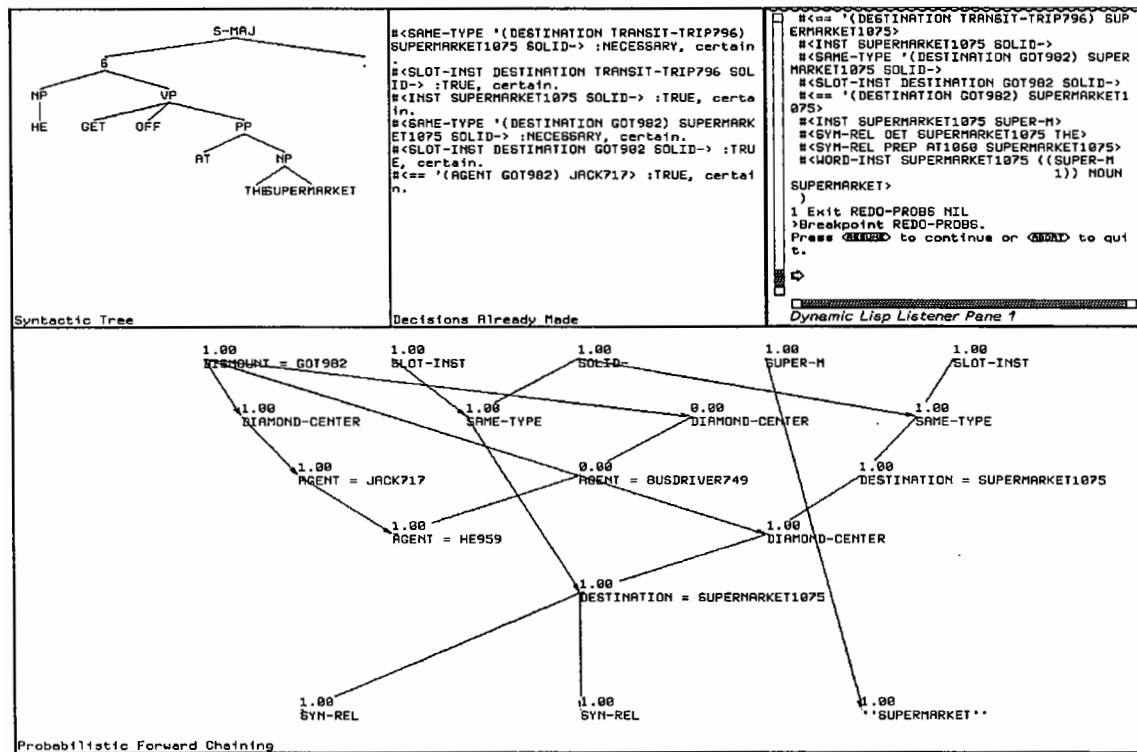 S-MAJ
S
NP
VP
HE
GET
OFF
PP
AT
NP
THE
SUPERMARKET
Syntactic Tree
#<SAME-TYPE '(DESTINATION TRANSIT-TRIP796)
SUPERMARKET1075 SOLID-> :NECESSARY, certain
.
#<SLOT-INST DESTINATION TRANSIT-TRIP796 SOL
ID-> :TRUE, certain.
#<INST SUPERMARKET1075 SOLID-> :TRUE, certa
in.
#<SAME-TYPE '(DESTINATION GOT982) SUPERMARK
ET1075 SOLID-> :NECESSARY, certain.
#<SLOT-INST DESTINATION GOT982 SOLID-> :TRU
E, certain.
#<== '(AGENT GOT982) JACK717> :TRUE, certai
n.
Decisions Already Made
#<== '(DESTINATION TRANSIT-TRIP796) SUP
ERMARKET1075>
#<INST SUPERMARKET1075 SOLID->
#<SAME-TYPE '(DESTINATION GOT982) SUPER
MARKET1075 SOLID->
#<SLOT-INST DESTINATION GOT982 SOLID->
#<== '(DESTINATION GOT982) SUPERMARKET1
075>
#<INST SUPERMARKET1075 SUPER-M>
#<SYM-REL DET SUPERMARKET1075 THE>
#<SYM-REL PREP AT1060 SUPERMARKET1075>
#<WORD-INST SUPERMARKET1075 ((SUPER-M
1)) NOUN
SUPERMARKET>
)
1 Exit REDO-PROBS NIL
>Breakpoint REDO-PROBS.
Press <RESUME> to continue or <ABORT> to qui
t.
Dynamic Lisp Listener Pane 1
1.00 1.00 1.00 1.00 1.00
DISMOUNT = GOT982 SLOT-INST SOLID- SUPER-M SLOT-INST
1.00 1.00 0.00 1.00
DIAMOND-CENTER SAME-TYPE DIAMOND-CENTER SAME-TYPE
1.00 0.00 1.00
AGENT = JACK717 AGENT = BUSDRIVER749 DESTINATION = SUPERMARKET1075
1.00 1.00
AGENT = HE959 DIAMOND-CENTER
1.00
DESTINATION = SUPERMARKET1075
1.00 1.00 1.00
SYN-REL SYN-REL ''SUPERMARKET''
Probabilistic Forward Chaining